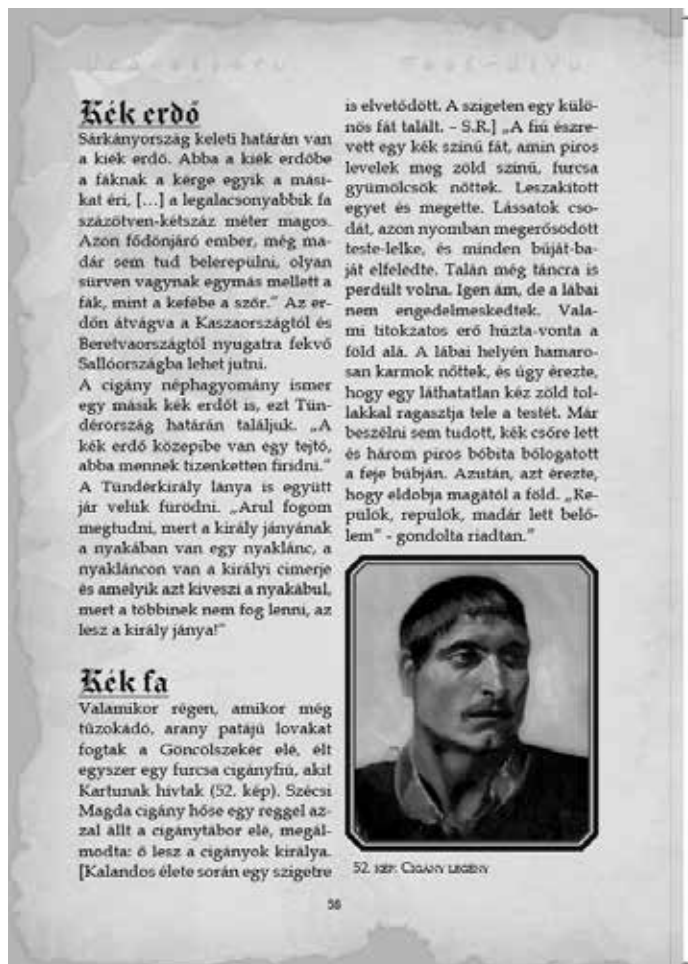 Kék erdő
Sárkányország keleti határán van
a kiék erdő. Abba a kiék erdőbe
a fáknak a kérge egyik a mási-
kat éri, […] a legalacsonyabbik fa
százötven-kétszáz méter magos.
Azon fődönjáró ember, még ma-
dár sem tud belerepülni, olyan
sürven vagynak egymás mellett a
fák, mint a kefébe a szőr.” Az er-
dőn átvágva a Kaszaországtól és
Beretvaországtól nyugatra fekvő
Sallóországba lehet jutni.
A cigány néphagyomány ismer
egy másik kék erdőt is, ezt Tün-
dérország határán találjuk. „A
kék erdő közepibe van egy tejtó,
abba mennek tizenketten firidni.”
A Tündérkirály lánya is együtt
jár velük fürödni. „Arul fogom
megtudni, mert a király jányának
a nyakában van egy nyaklánc, a
nyakláncon van a királyi címerje
és amelyik azt kiveszi a nyakábul,
mert a többinek nem fog lenni, az
lesz a király jánya!”
Kék fa
Valamikor régen, amikor még
tűzokádó, arany patájú lovakat
fogtak a Göncölszekér elé, élt
egyszer egy furcsa cigányfiú, akit
Kartunak hívtak (52. kép). Szécsi
Magda cigány hőse egy reggel az-
zal állt a cigánytábor elé, megál-
modta: ő lesz a cigányok királya.
[Kalandos élete során egy szigetre
is elvetődött. A szigeten egy külö-
nös fát talált. – S.R.] „A fiú észre-
vett egy kék színű fát, amin piros
levelek meg zöld színű, furcsa
gyümölcsök nőttek. Leszakított
egyet és megette. Lássatok cso-
dát, azon nyomban megerősödött
teste-lelke, és minden búját-ba-
ját elfeledte. Talán még táncra is
perdült volna. Igen ám, de a lábai
nem engedelmeskedtek. Vala-
mi titokzatos erő húzta-vonta a
föld alá. A lábai helyén hamaro-
san karmok nőttek, és úgy érezte,
hogy egy láthatatlan kéz zöld tol-
lakkal ragasztja tele a testét. Már
beszélni sem tudott, kék csőre lett
és három piros bóbita bólogatott
a feje búbján. Azután, azt érezte,
hogy eldobja magától a föld. „Re-
pülök, repülök, madár lett belő-
lem” - gondolta riadtan.”
52. kép: Cigány legény
58